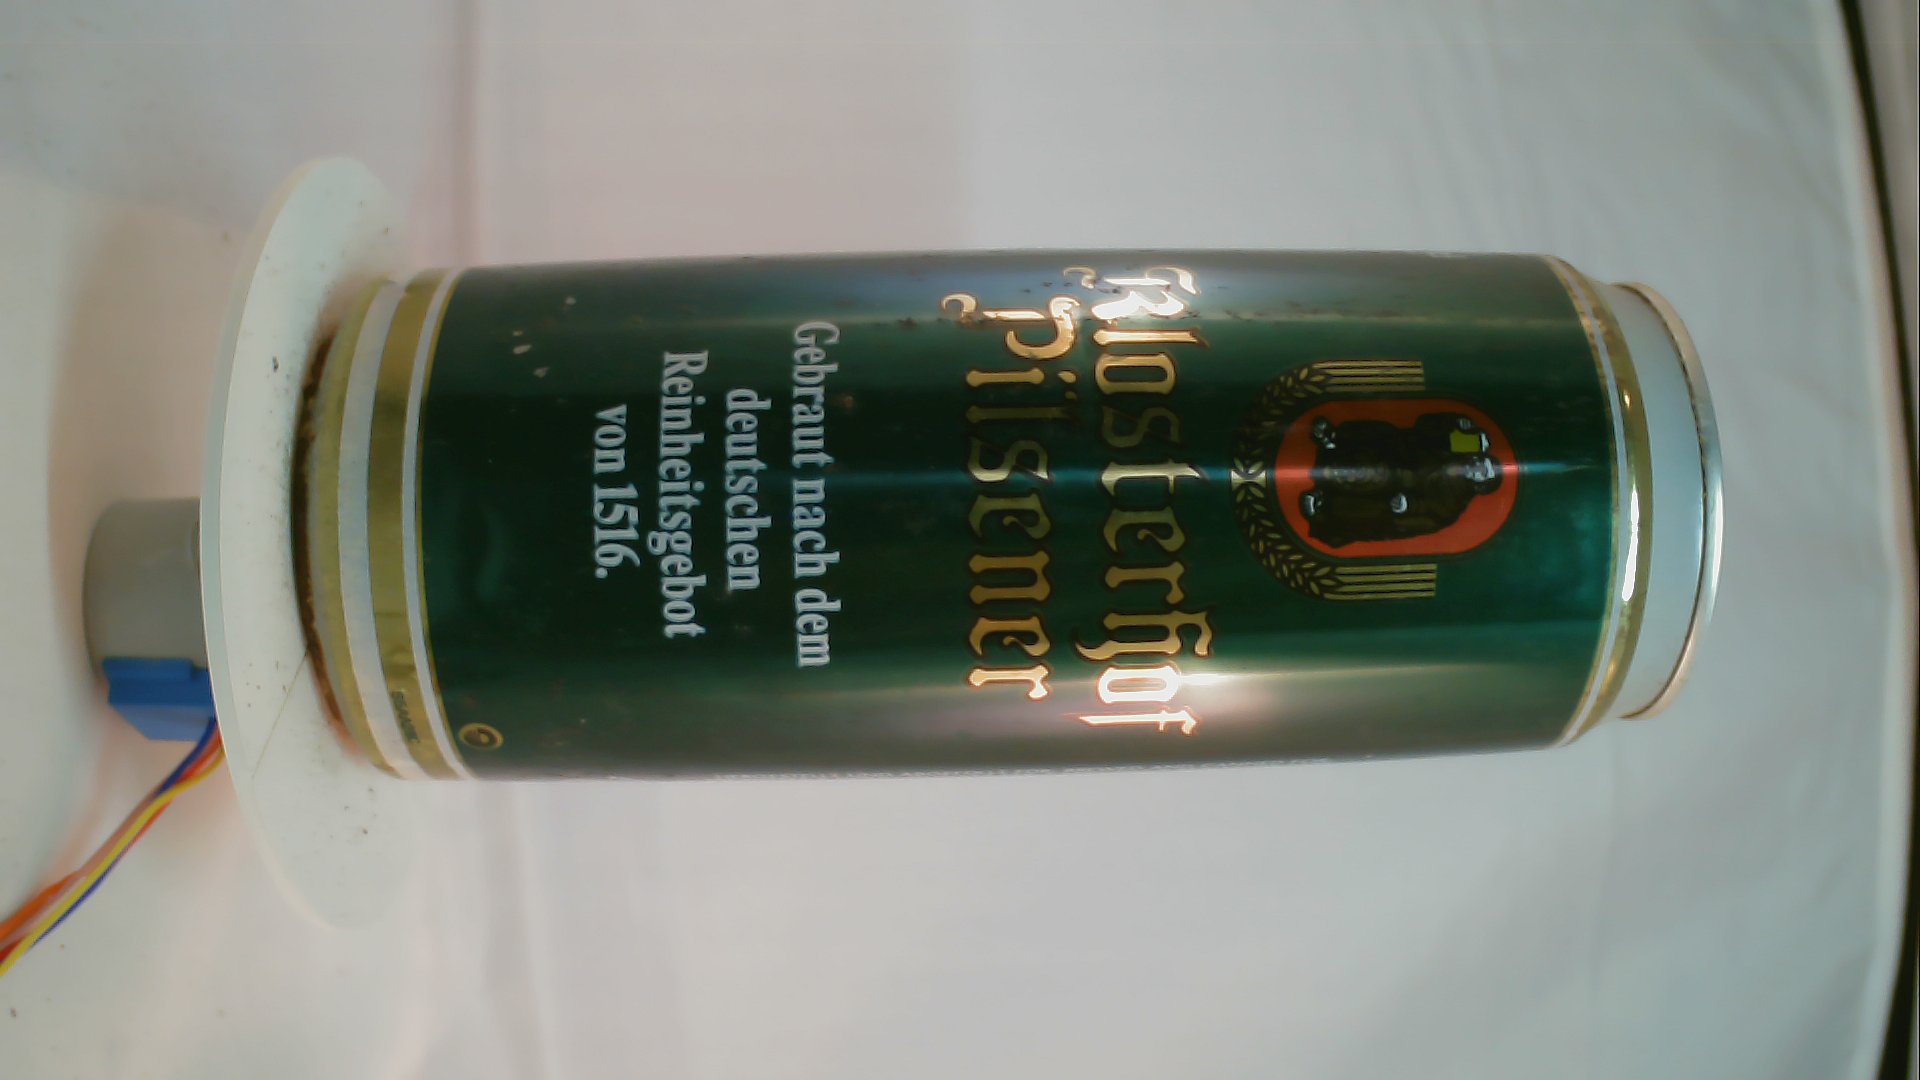 Klosterhof
Pilsener
Gebraut nach dem
deutschen
Reinheitsgebot
von 1516.